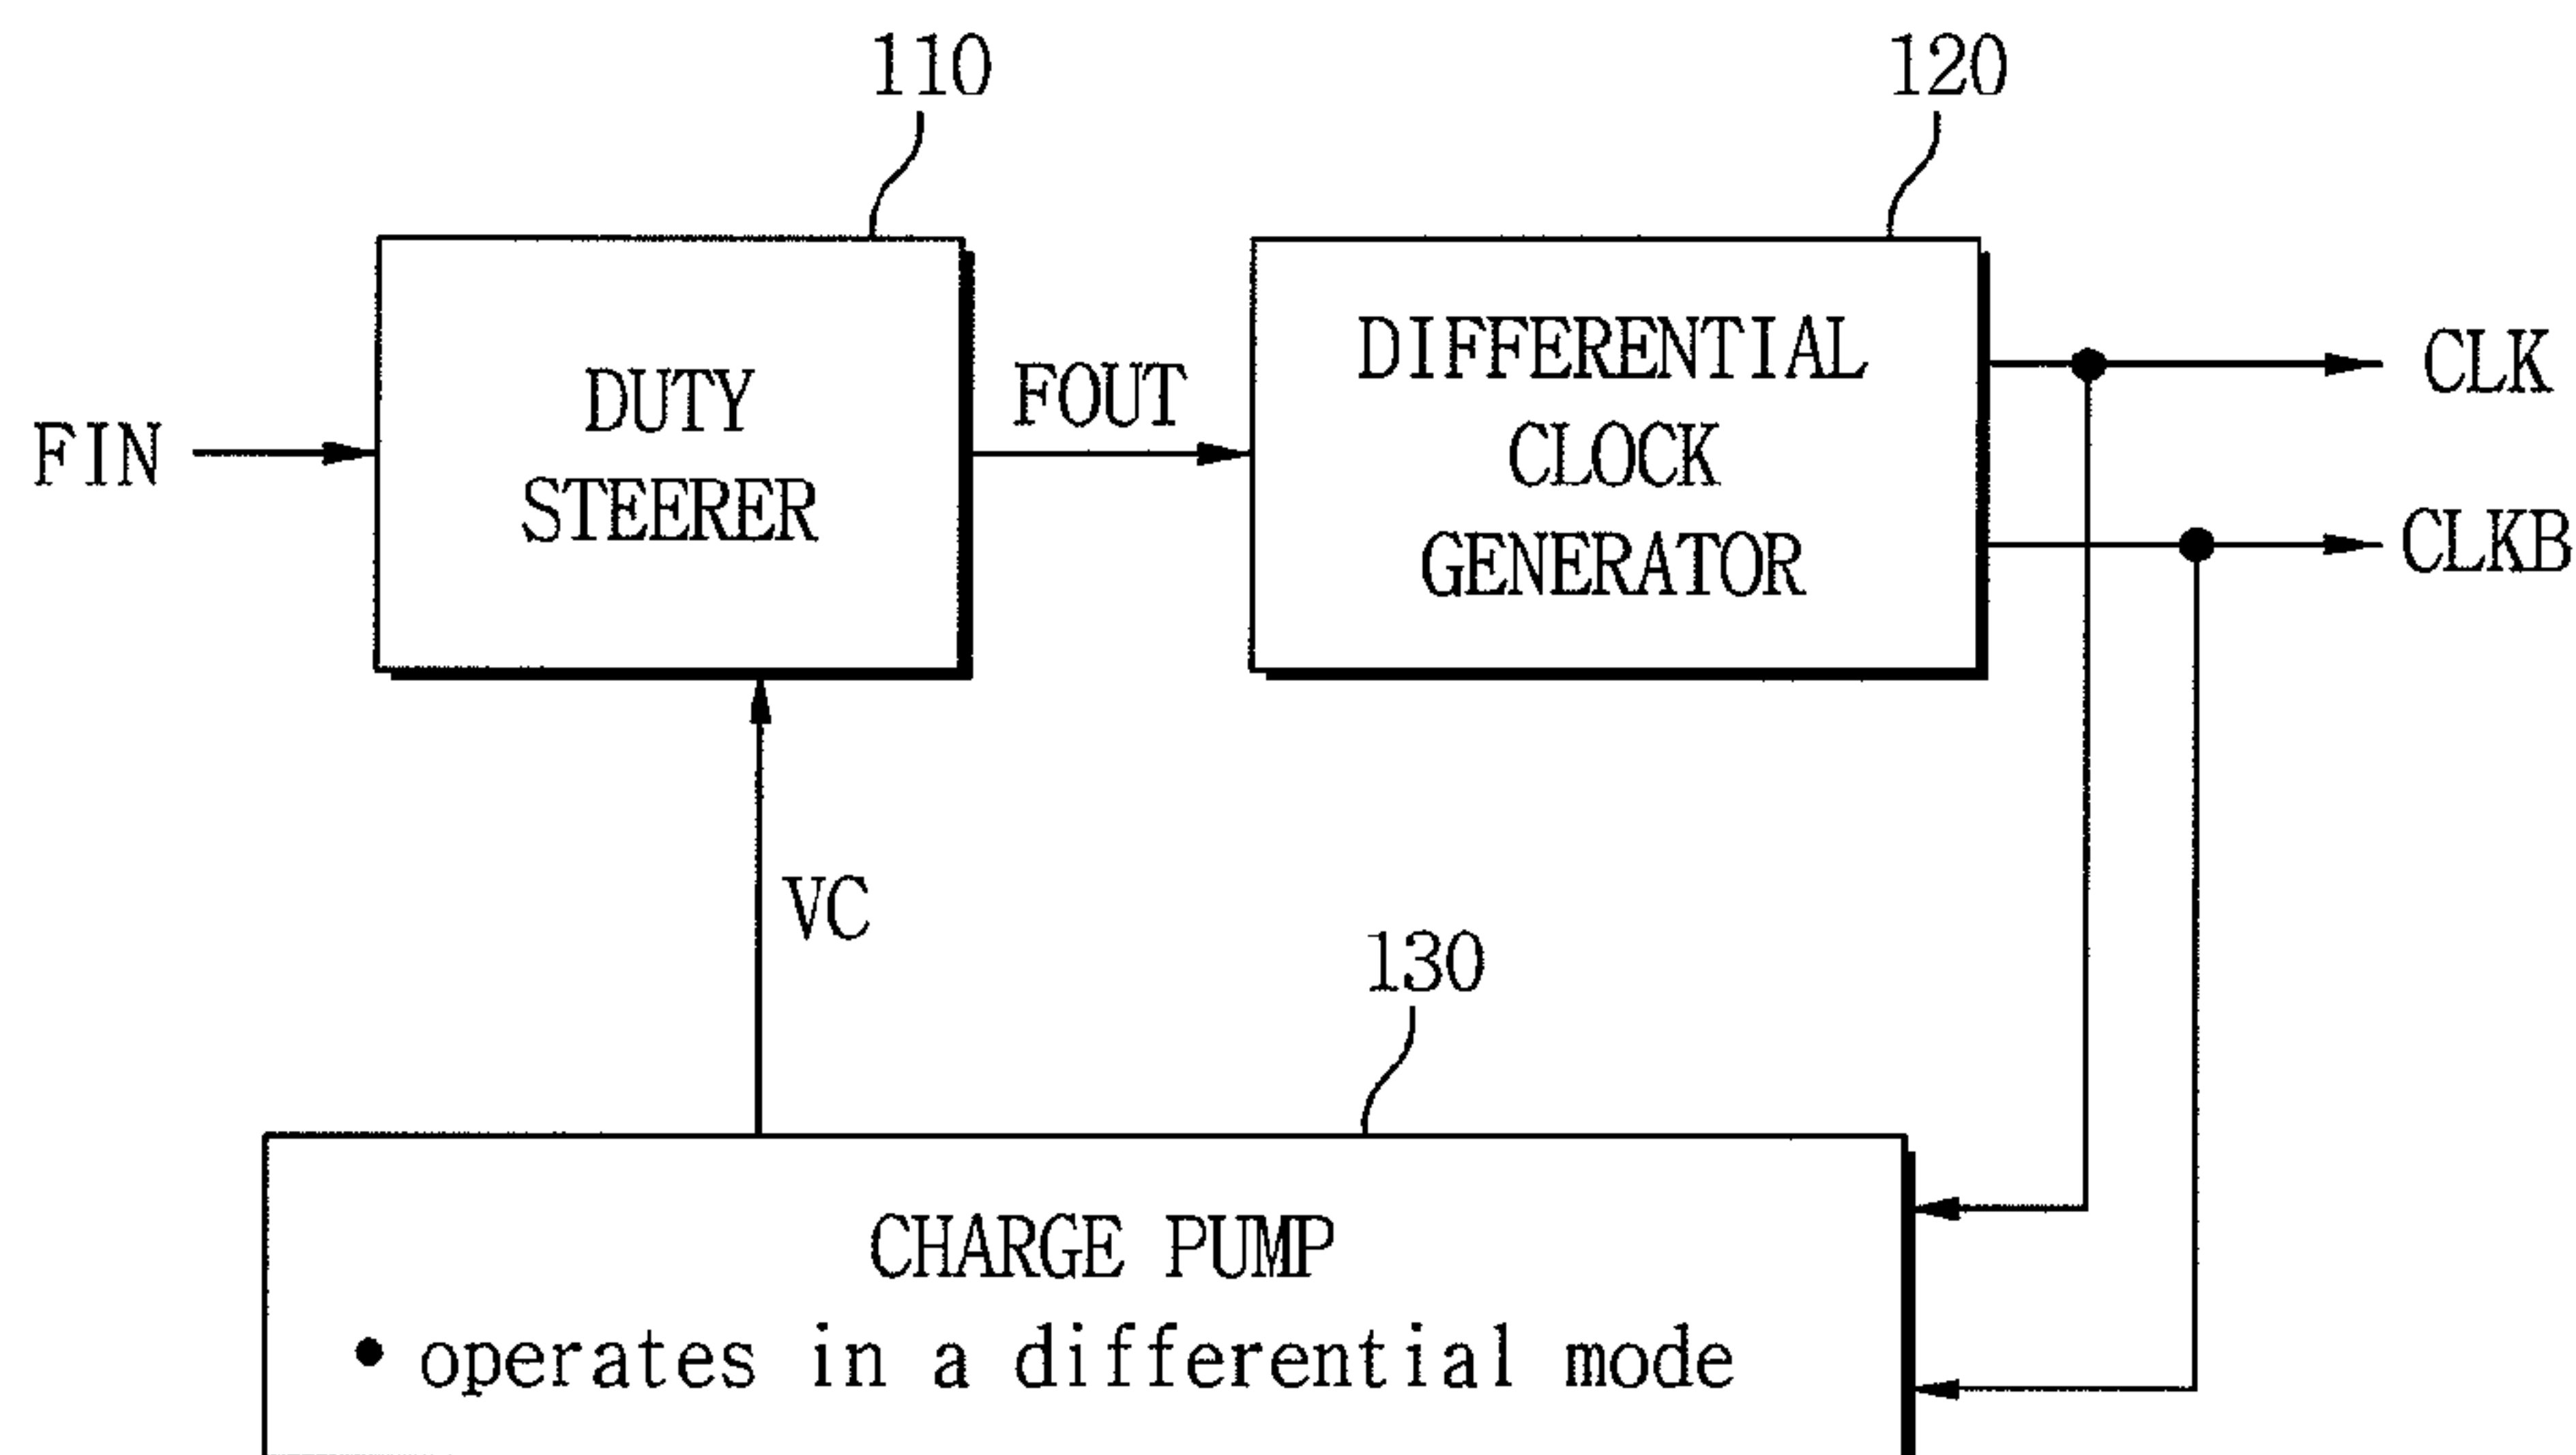 110
120
FIN
DUTY
STEERER
FOUT
DIFFERENTIAL
CLOCK
GENERATOR
CLK
CLKB
VC
130
CHARGE PUMP
• operates in a differential mode